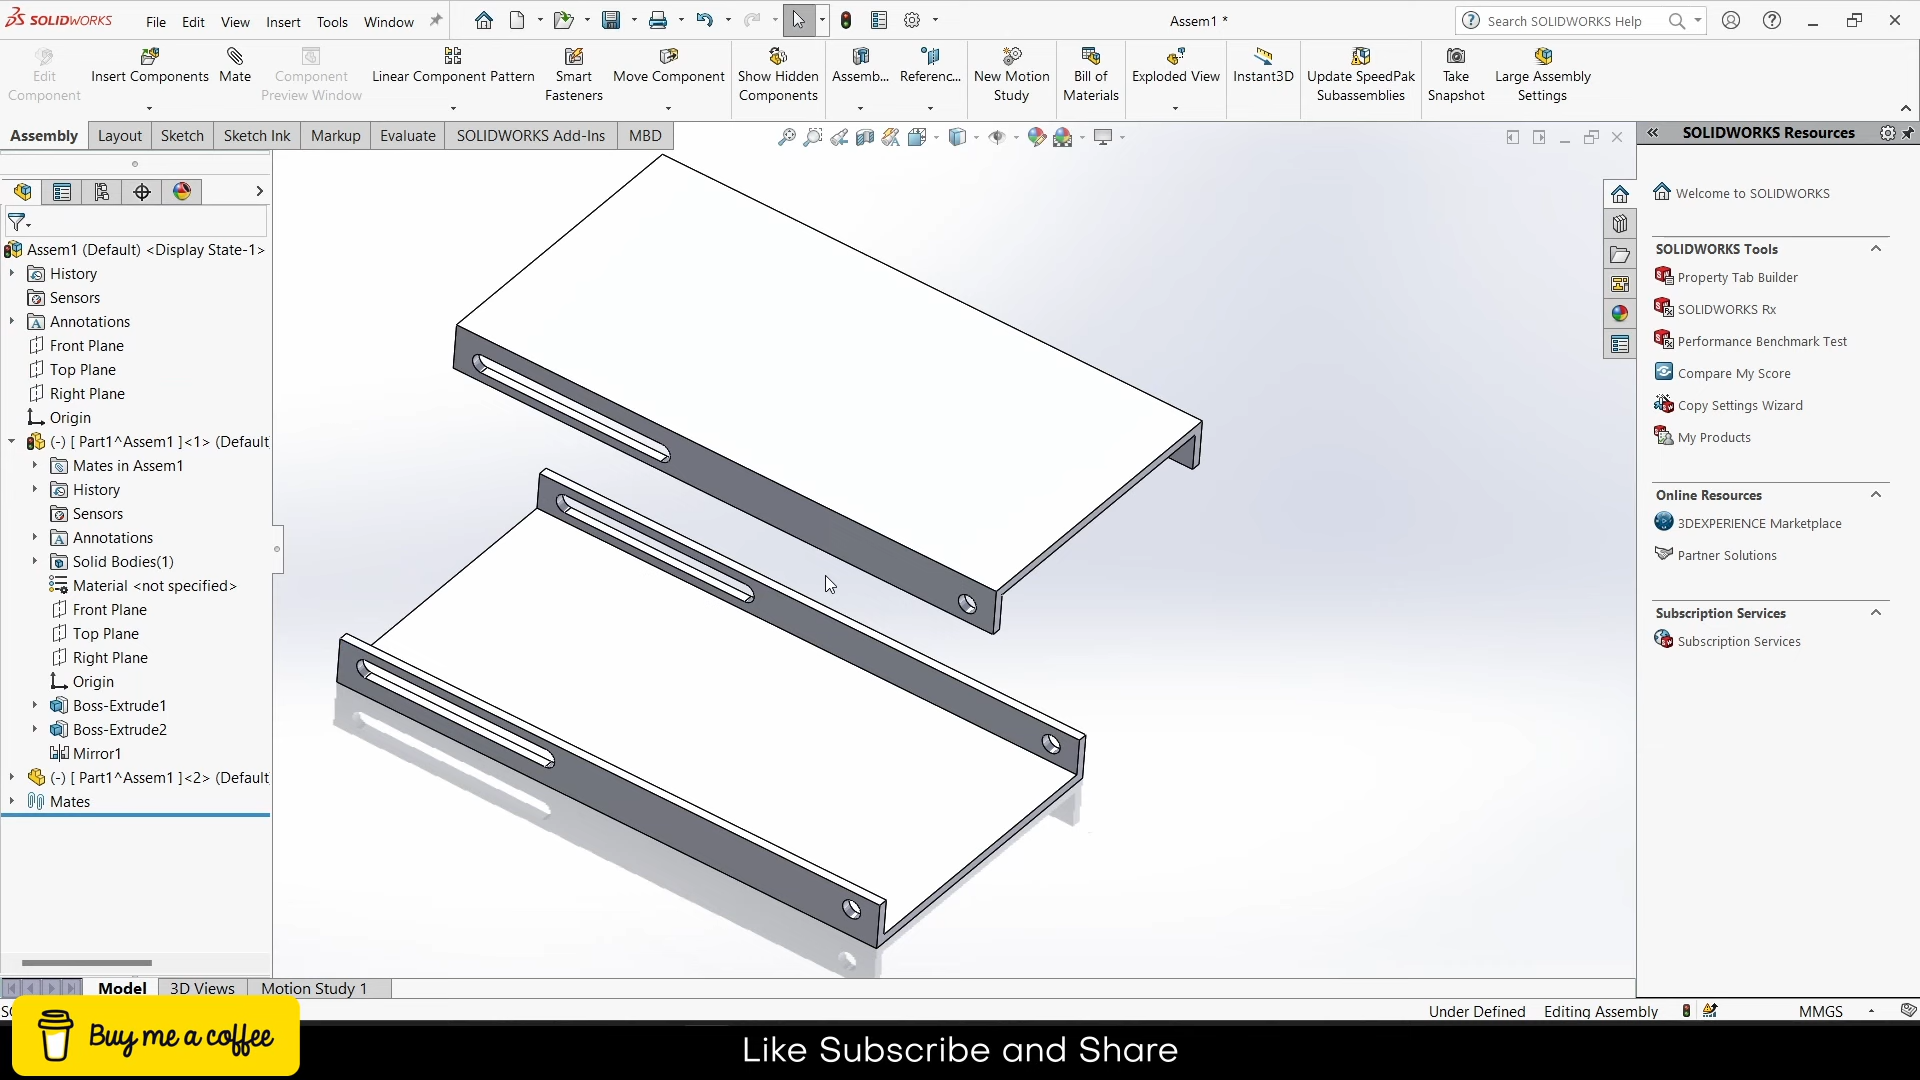 SOLIDWORKS File Edit View Insert Tools Window Assem1 * Search SOLIDWORKS Help
Edit Component Insert Components Mate Component Preview Window Linear Component Pattern Smart Fasteners Move Component Show Hidden Components Assemb... Referenc... New Motion Study Bill of Materials Exploded View Instant3D Update SpeedPak Subassemblies Take Snapshot Large Assembly Settings
Assembly Layout Sketch Sketch Ink Markup Evaluate SOLIDWORKS Add-Ins MBD
Assem1 (Default) <Display State-1>
History
Sensors
Annotations
Front Plane
Top Plane
Right Plane
Origin
(-) [ Part1^Assem1 ]<1> (Default
Mates in Assem1
History
Sensors
Annotations
Solid Bodies(1)
Material <not specified>
Front Plane
Top Plane
Right Plane
Origin
Boss-Extrude1
Boss-Extrude2
Mirror1
(-) [ Part1^Assem1 ]<2> (Default
Mates
SOLIDWORKS Resources
Welcome to SOLIDWORKS
SOLIDWORKS Tools
Property Tab Builder
SOLIDWORKS Rx
Performance Benchmark Test
Compare My Score
Copy Settings Wizard
My Products
Online Resources
3DEXPERIENCE Marketplace
Partner Solutions
Subscription Services
Subscription Services
Model 3D Views Motion Study 1
Under Defined Editing Assembly MMGS
Buy me a coffee
Like Subscribe and Share